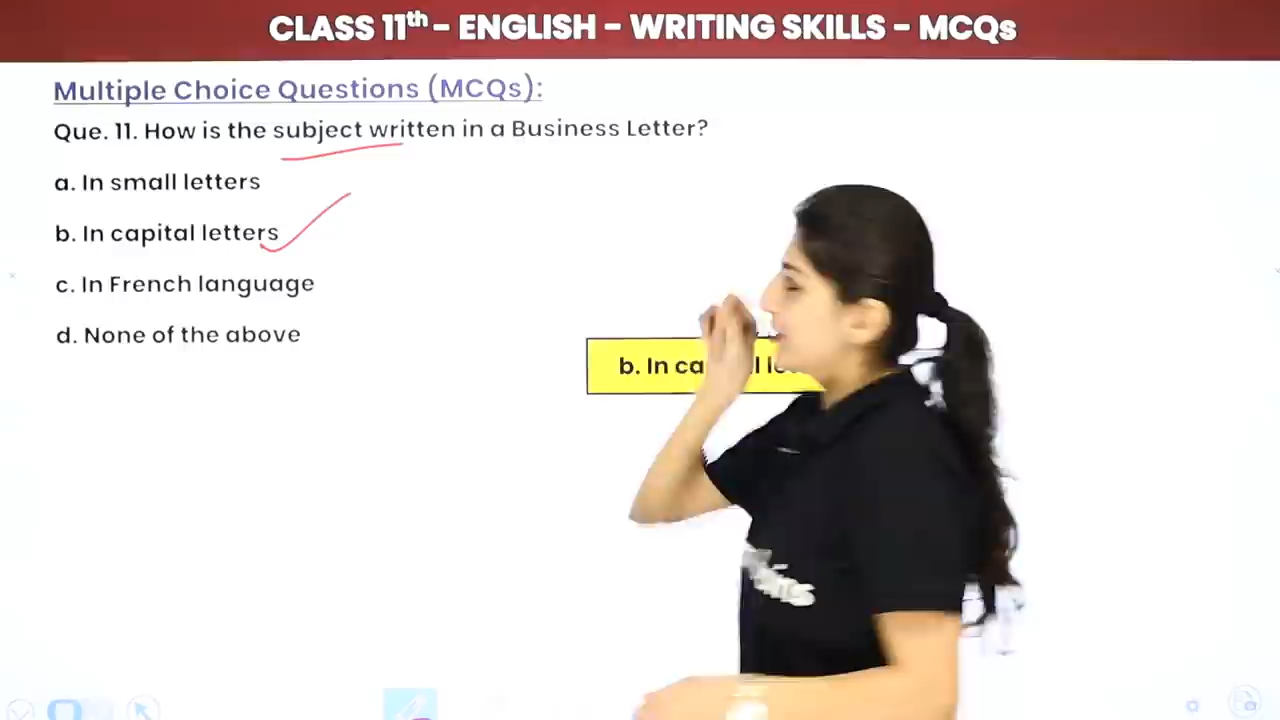 CLASS 11th - ENGLISH - WRITING SKILLS - MCQs
Multiple Choice Questions (MCQs):
Que. 11. How is the subject written in a Business Letter?
a. In small letters
b. In capital letters
c. In French language
d. None of the above
b. In